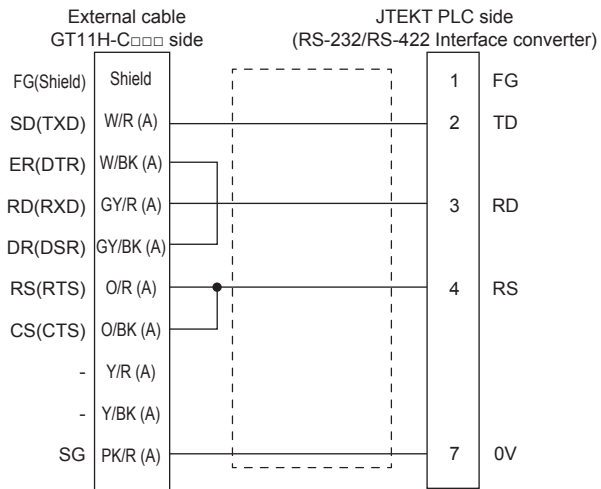 External cable
GT11H-C□□□ side
JTEKT PLC side
(RS-232/RS-422 Interface converter)
FG(Shield) Shield 1 FG
SD(TXD) W/R (A) 2 TD
ER(DTR) W/BK (A)
RD(RXD) GY/R (A) 3 RD
DR(DSR) GY/BK (A)
RS(RTS) O/R (A) 4 RS
CS(CTS) O/BK (A)
- Y/R (A)
- Y/BK (A)
SG PK/R (A) 7 0V